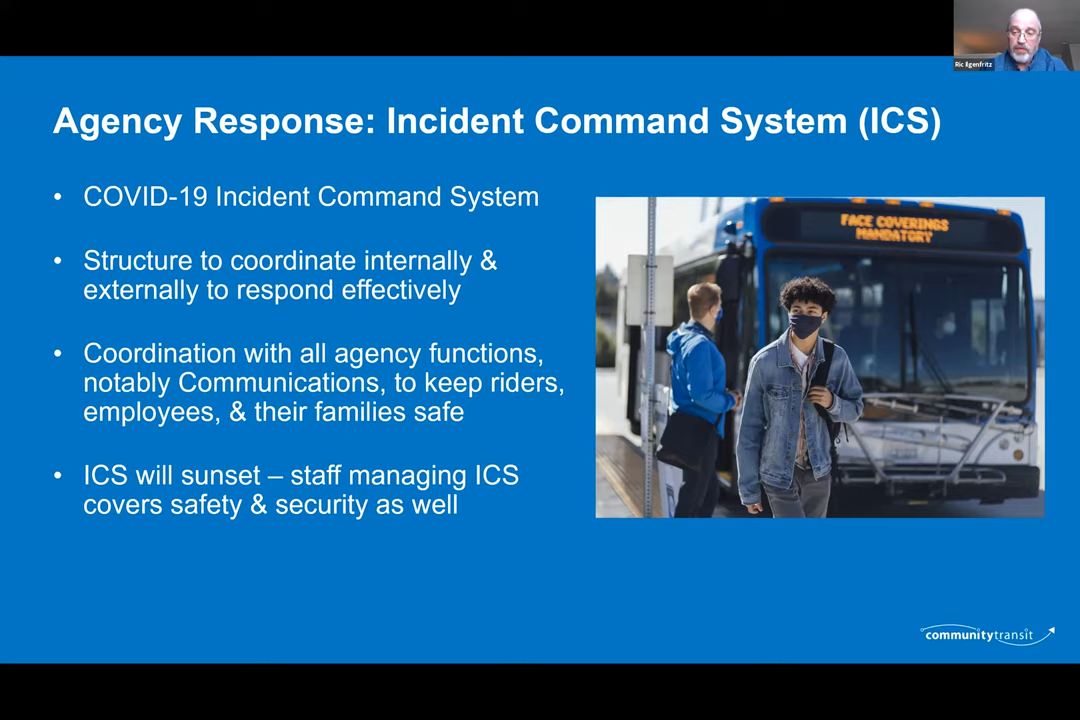 Ric Ilgenfritz
Agency Response: Incident Command System (ICS)
• COVID-19 Incident Command System
• Structure to coordinate internally &
externally to respond effectively
• Coordination with all agency functions,
notably Communications, to keep riders,
employees, & their families safe
• ICS will sunset – staff managing ICS
covers safety & security as well
FACE COVERINGS
MANDATORY
communitytransit